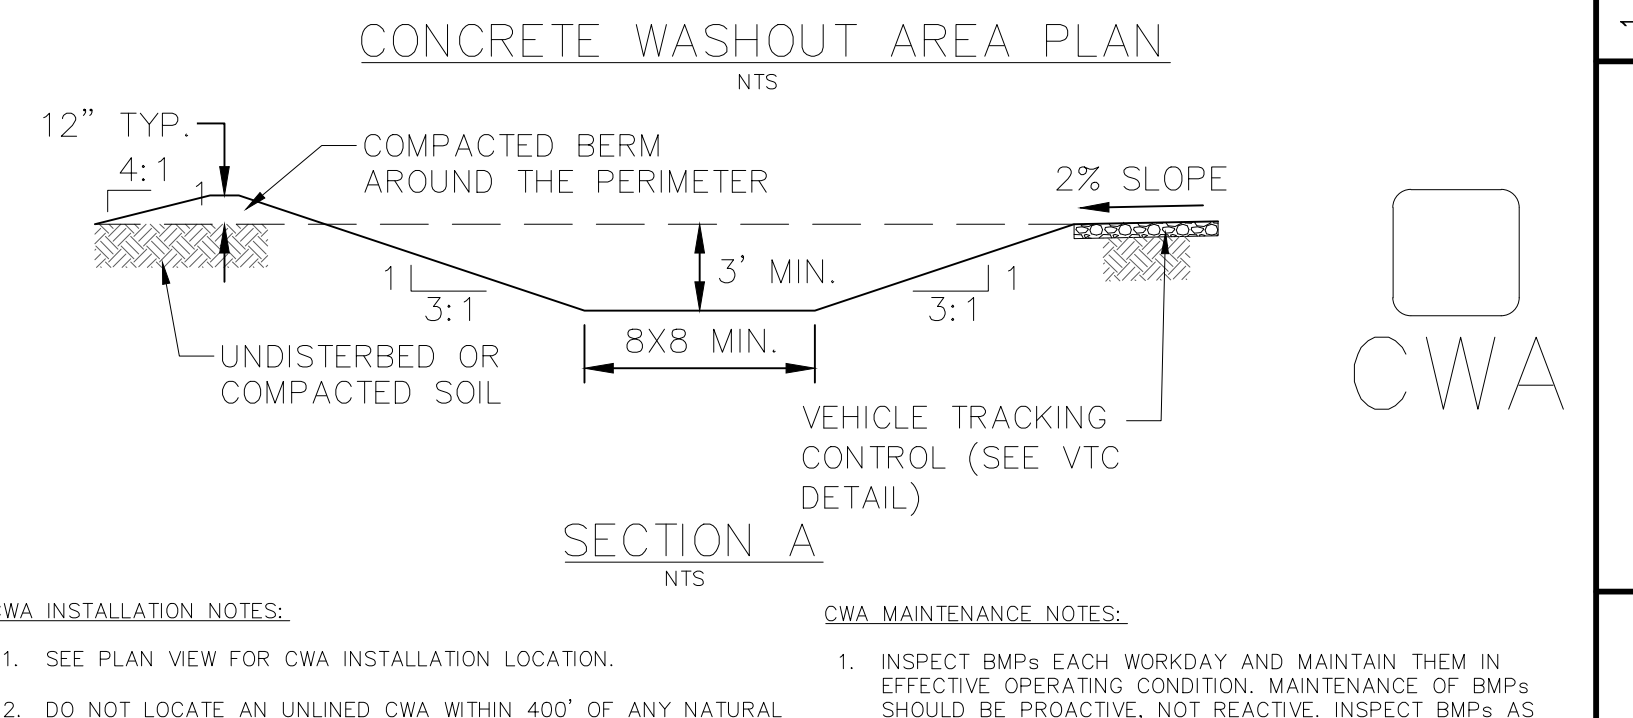 CONCRETE WASHOUT AREA PLAN
NTS
1
12” TYP.
COMPACTED BERM
AROUND THE PERIMETER
4:1
1
2% SLOPE
1
3:1
3’ MIN.
1
3:1
8X8 MIN.
UNDISTERBED OR
COMPACTED SOIL
VEHICLE TRACKING
CONTROL (SEE VTC
DETAIL)
CWA
SECTION A
NTS
CWA INSTALLATION NOTES:
1. SEE PLAN VIEW FOR CWA INSTALLATION LOCATION.
2. DO NOT LOCATE AN UNLINED CWA WITHIN 400’ OF ANY NATURAL
CWA MAINTENANCE NOTES:
1. INSPECT BMPs EACH WORKDAY AND MAINTAIN THEM IN
EFFECTIVE OPERATING CONDITION. MAINTENANCE OF BMPs
SHOULD BE PROACTIVE, NOT REACTIVE. INSPECT BMPs AS